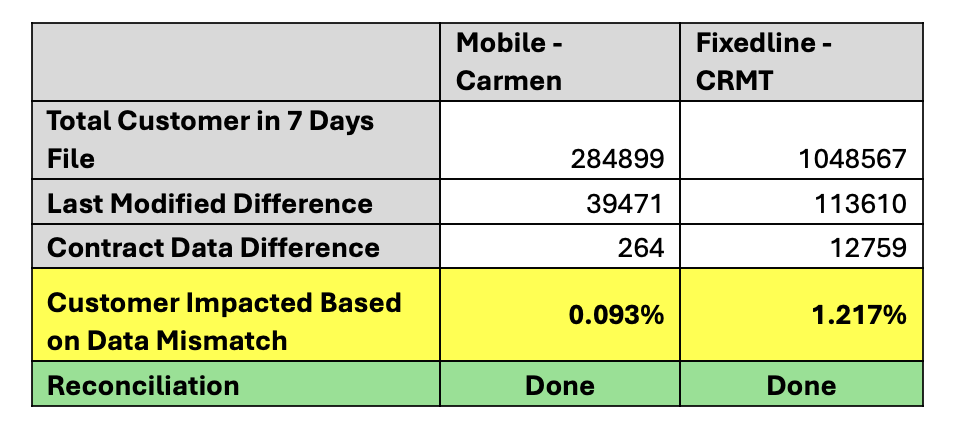 Mobile -
Carmen
Fixedline -
CRMT
Total Customer in 7 Days
File
284899
1048567
Last Modified Difference
39471
113610
Contract Data Difference
264
12759
Customer Impacted Based
on Data Mismatch
0.093%
1.217%
Reconciliation
Done
Done